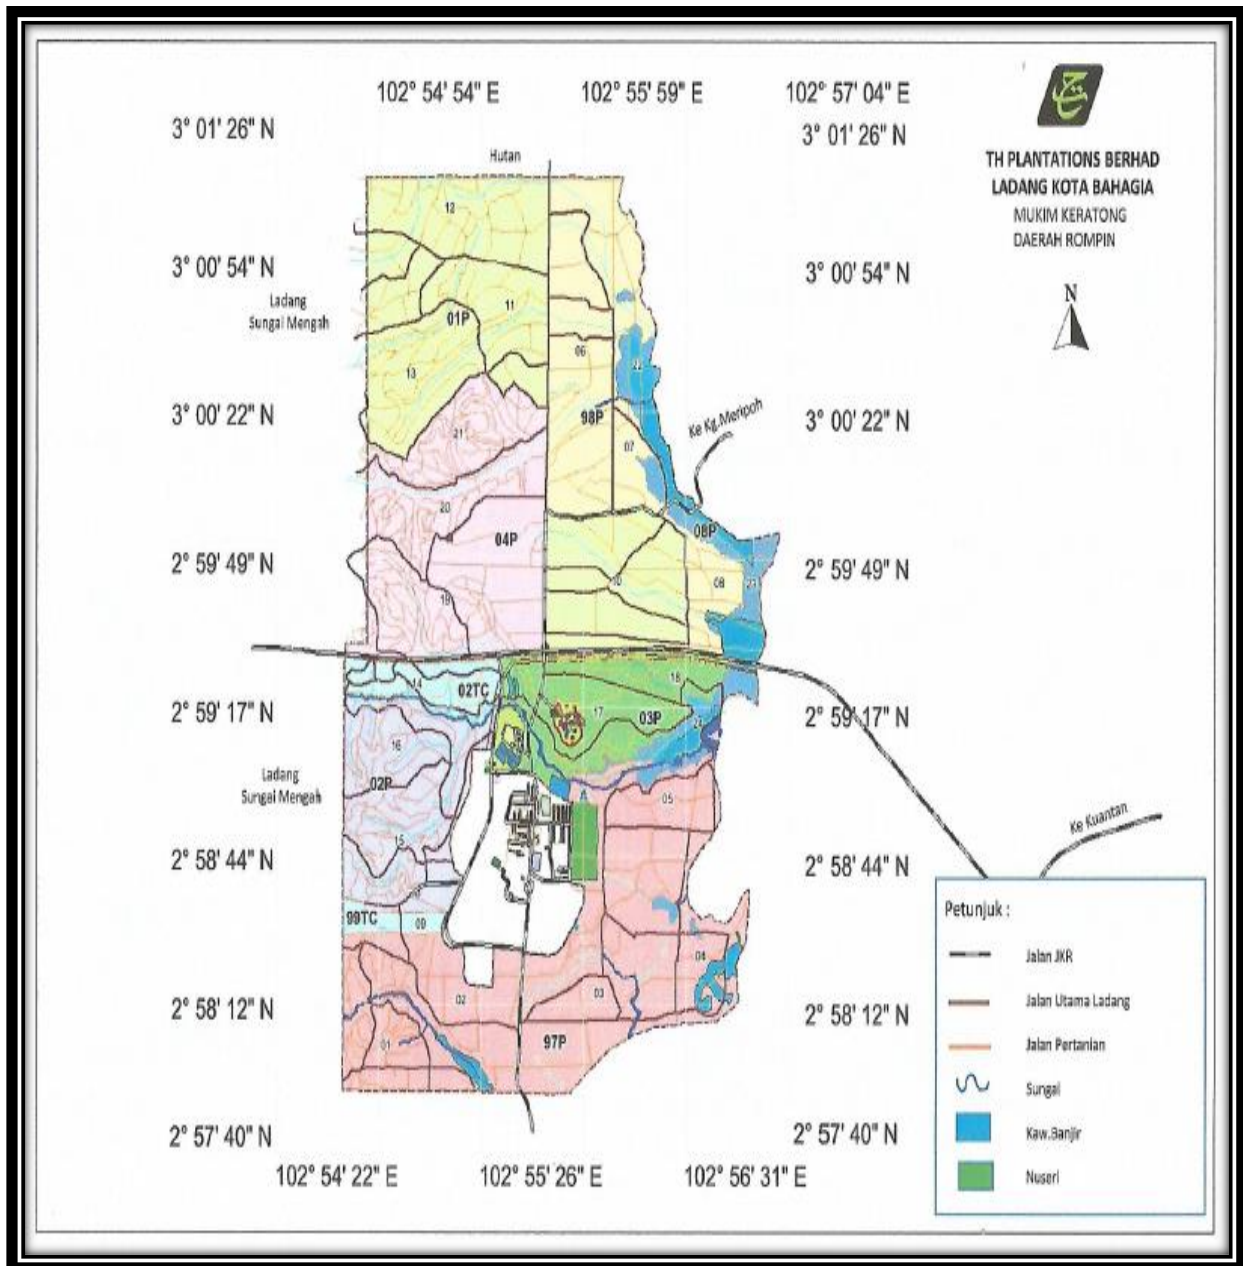 102° 54' 54" E 102° 55' 59" E 102° 57' 04" E
3° 01' 26" N 3° 01' 26" N
TH PLANTATIONS BERHAD
LADANG KOTA BAHAGIA
MUKIM KERATONG
DAERAH ROMPIN
Hutan
N
12
3° 00' 54" N 3° 00' 54" N
Ladang
Sungai Mengah
11
01P
06
13
22
3° 00' 22" N 3° 00' 22" N
98P
Ke Kg.Meripoh
21
07
20
04P
08P
2° 59' 49" N 2° 59' 49" N
10
08
23
19
14
02TC
18
2° 59' 17" N 2° 59' 17" N
17
03P
16
Ladang
Sungai Mengah
02P
05
Ke Kuantan
15
2° 58' 44" N 2° 58' 44" N
99TC
09
04
02
03
2° 58' 12" N 2° 58' 12" N
01
97P
2° 57' 40" N 2° 57' 40" N
102° 54' 22" E 102° 55' 26" E 102° 56' 31" E
Petunjuk :
Jalan JKR
Jalan Utama Ladang
Jalan Pertanian
Sungai
Kaw.Banjir
Nuseri